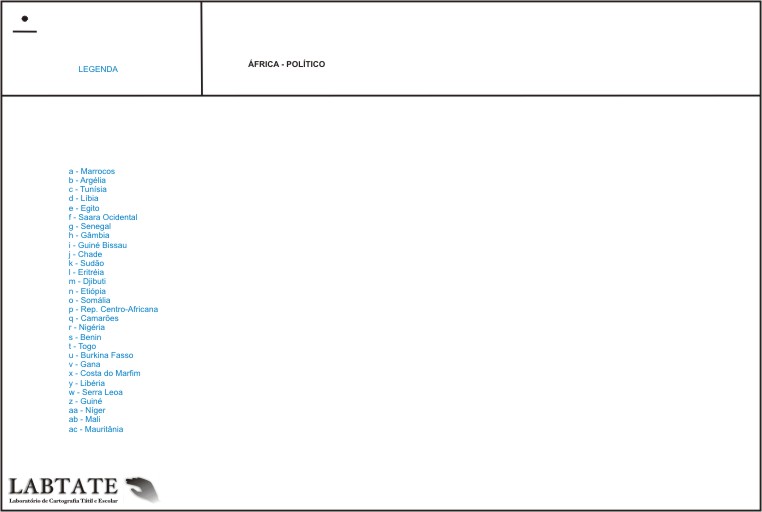 LEGENDA
ÁFRICA - POLÍTICO
a - Marrocos
b - Argélia
c - Tunísia
d - Líbia
e - Egito
f - Saara Ocidental
g - Senegal
h - Gâmbia
i - Guiné Bissau
j - Chade
k - Sudão
l - Eritréia
m - Djibuti
n - Etiópia
o - Somália
p - Rep. Centro-Africana
q - Camarões
r - Nigéria
s - Benin
t - Togo
u - Burkina Fasso
v - Gana
x - Costa do Marfim
y - Libéria
w - Serra Leoa
z - Guiné
aa - Níger
ab - Mali
ac - Mauritânia
LABTATE
Laboratório de Cartografia Tátil e Escolar